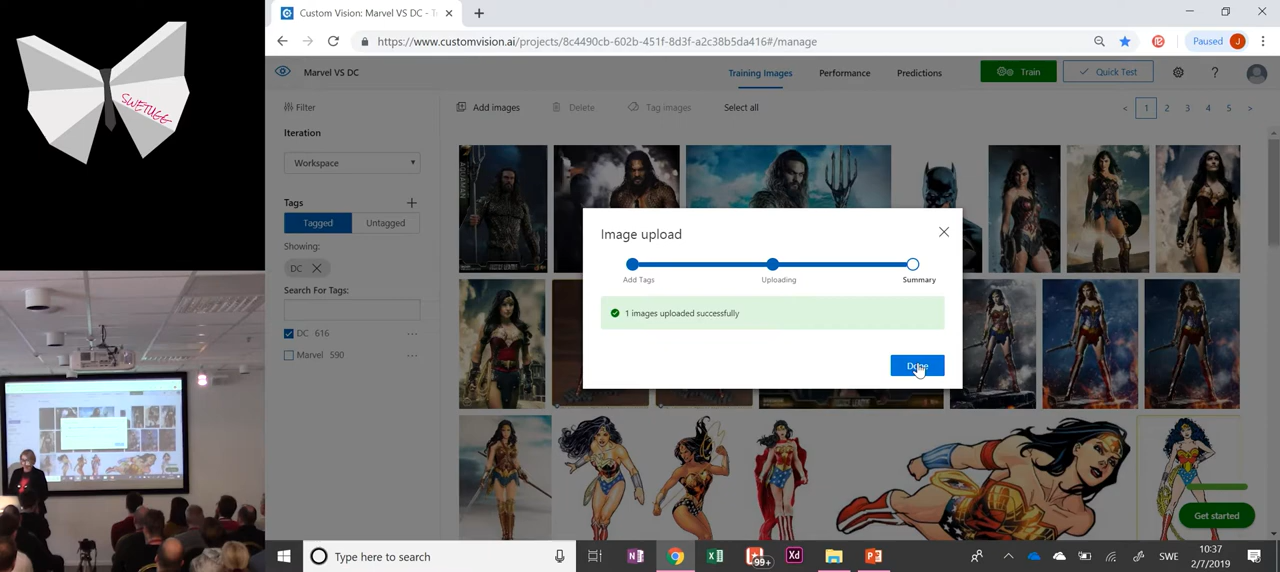 SWETUGG
Custom Vision: Marvel VS DC - T
https://www.customvision.ai/projects/8c4490cb-602b-451f-8d3f-a2c38b5da416#/manage
Paused
J
Marvel VS DC
Training Images
Performance
Predictions
Train
Quick Test
?
Filter
Add images
Delete
Tag images
Select all
< 1 2 3 4 5 >
Iteration
Workspace
Tags +
Tagged
Untagged
Showing:
DC
Search For Tags:
DC 616 ...
Marvel 590 ...
AQUAMAN
Image upload
Add Tags
Uploading
Summary
1 images uploaded successfully
Done
Get started
Type here to search
N
X
99+
Xd
P
SWE
10:37
2/7/2019